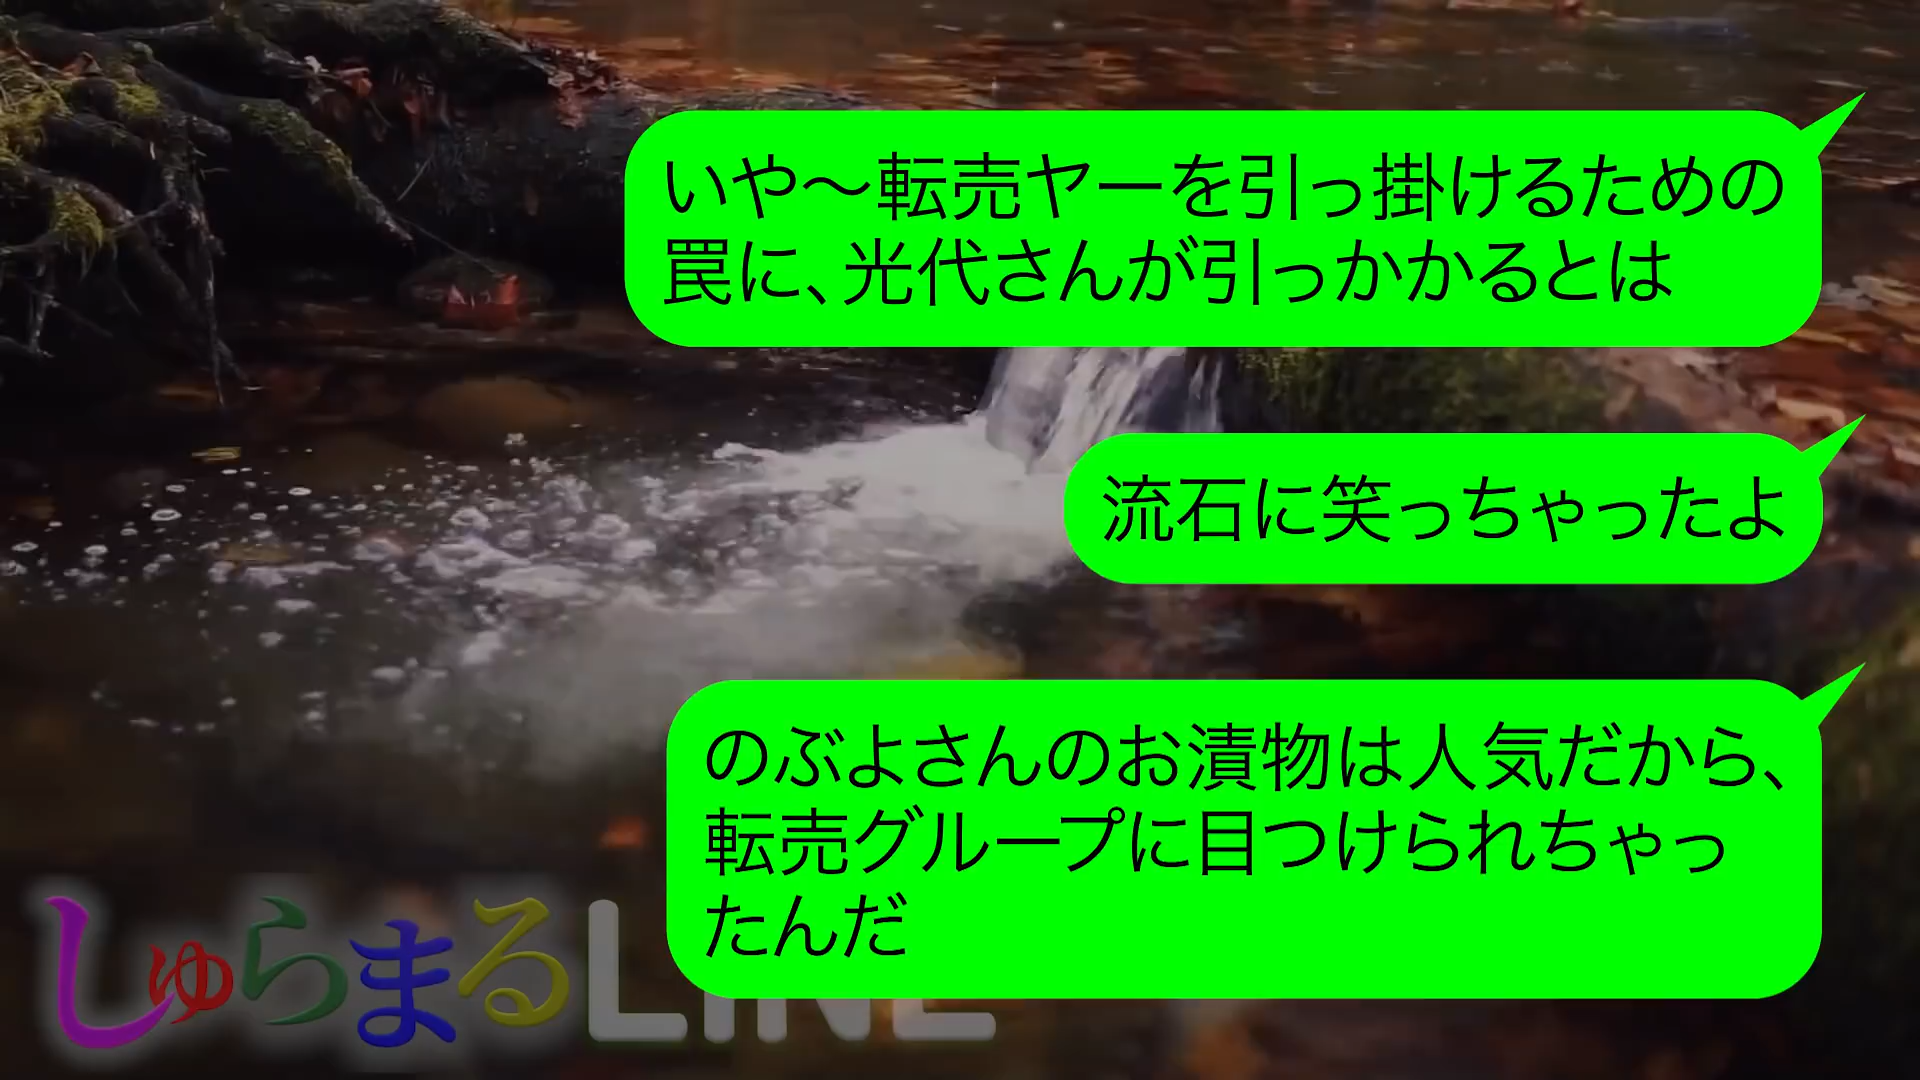 いや～転売ヤーを引っ掛けるための
罠に、光代さんが引っかかるとは
流石に笑っちゃったよ
のぶよさんのお漬物は人気だから、
転売グループに目つけられちゃっ
たんだ
しゅらまるLINE